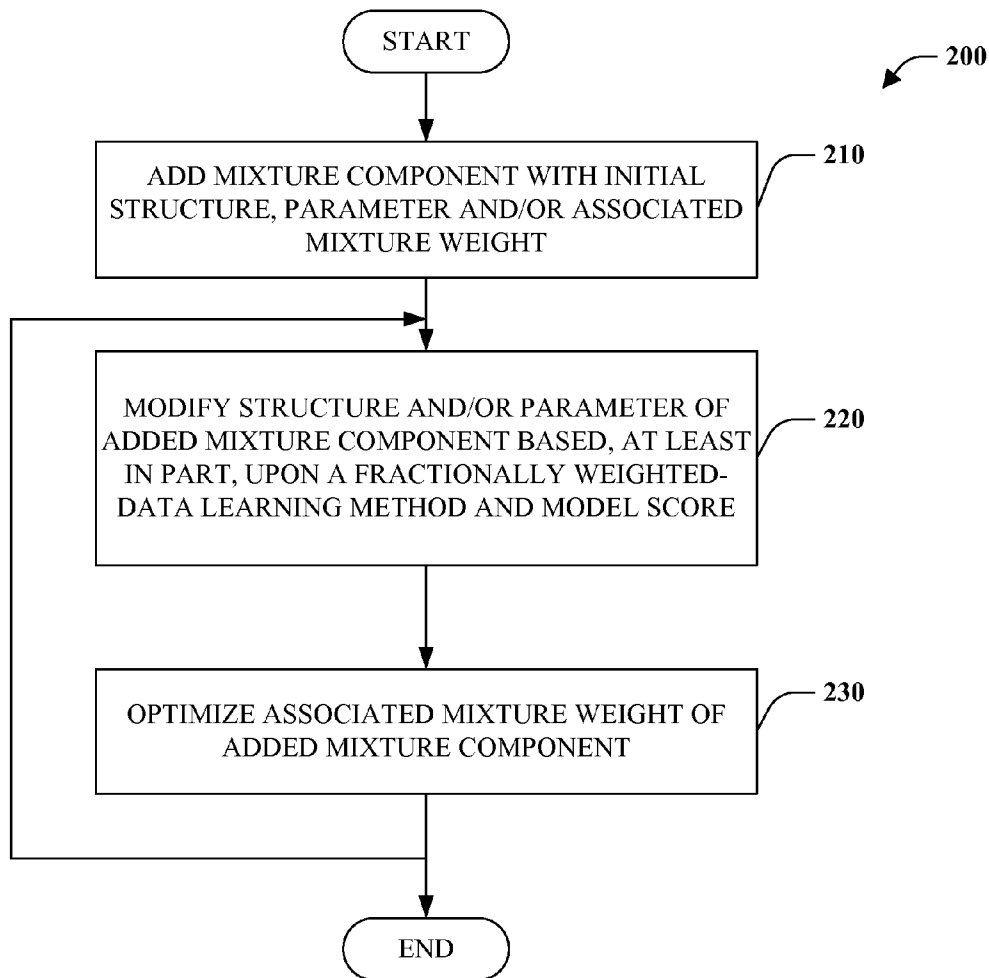 START
200
210
ADD MIXTURE COMPONENT WITH INITIAL
STRUCTURE, PARAMETER AND/OR ASSOCIATED
MIXTURE WEIGHT
MODIFY STRUCTURE AND/OR PARAMETER OF
ADDED MIXTURE COMPONENT BASED, AT LEAST
IN PART, UPON A FRACTIONALLY WEIGHTED-
DATA LEARNING METHOD AND MODEL SCORE
220
OPTIMIZE ASSOCIATED MIXTURE WEIGHT OF
ADDED MIXTURE COMPONENT
230
END